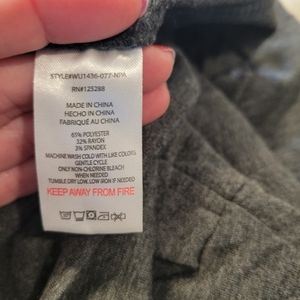 STYLE#WU1436-077-NPA
RN#125288
MADE IN CHINA
HECHO IN CHINA
FABRIQUÉ AU CHINA
65% POLYESTER
32% RAYON
3% SPANDEX
MACHINE WASH COLD WITH LIKE COLORS,
GENTLE CYCLE
ONLY NON-CHLORINE BLEACH
WHEN NEEDED
TUMBLE DRY LOW, LOW IRON IF NEEDED
KEEP AWAY FROM FIRE